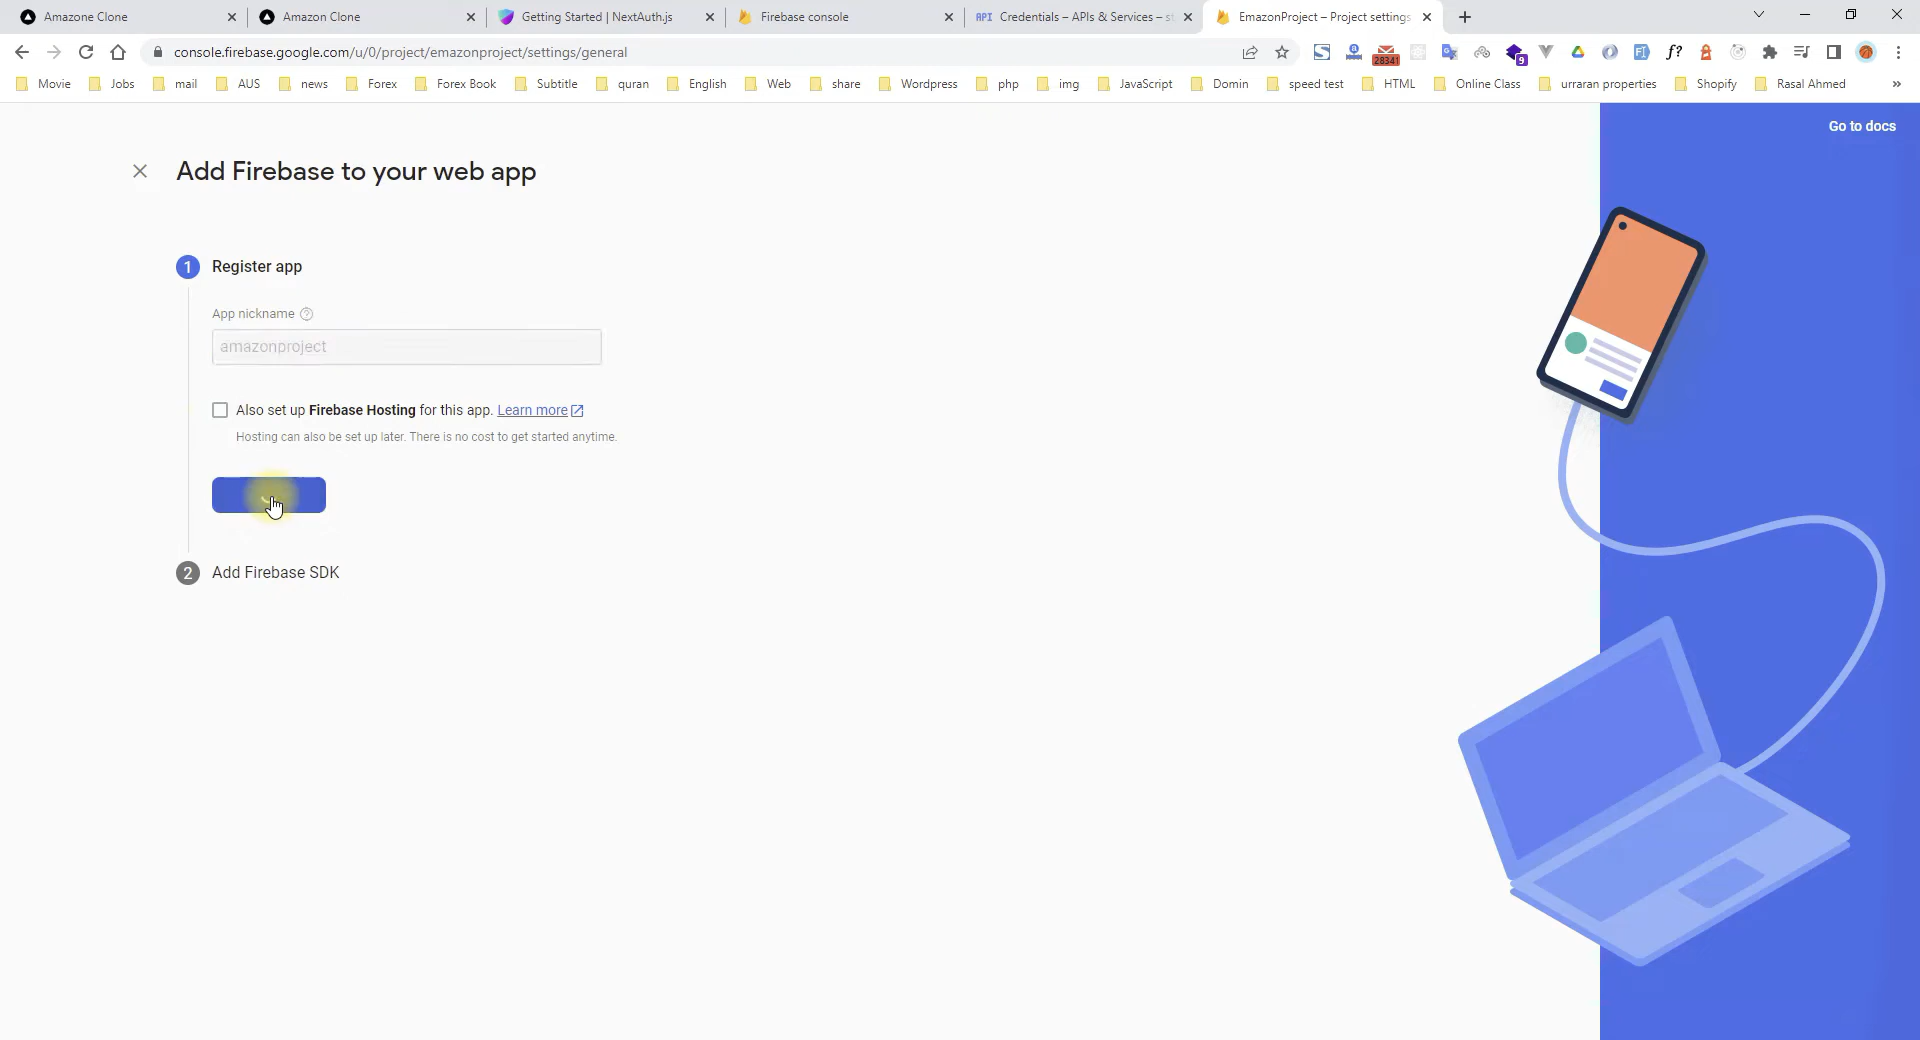 Amazone Clone
Amazon Clone
Getting Started | NextAuth.js
Firebase console
API Credentials – APIs & Services – st
EmazonProject – Project settings
console.firebase.google.com/u/0/project/emazonproject/settings/general
28341
f?
9
Movie Jobs mail AUS news Forex Forex Book Subtitle quran English Web share Wordpress php img JavaScript Domin speed test HTML Online Class urraran properties Shopify Rasal Ahmed »
Go to docs
Add Firebase to your web app
1 Register app
App nickname
amazonproject
Also set up Firebase Hosting for this app. Learn more
Hosting can also be set up later. There is no cost to get started anytime.
2 Add Firebase SDK